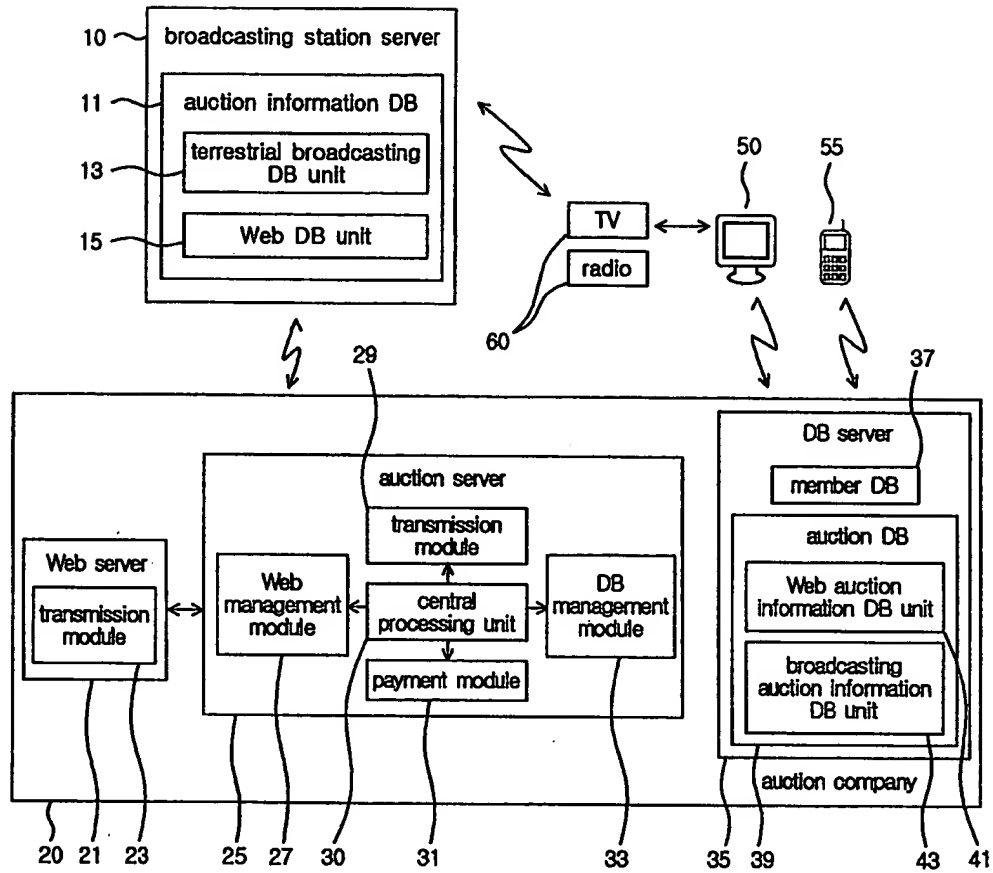 10
broadcasting station server
11
auction information DB
13
terrestrial broadcasting
DB unit
15
Web DB unit
50
55
TV
radio
60
29
37
DB server
member DB
auction server
transmission
module
auction DB
Web server
transmission
module
Web
management
module
central
processing unit
DB
management
module
Web auction
information DB unit
payment module
broadcasting
auction information
DB unit
auction company
20
21
23
25
27
30
31
33
35
39
43
41